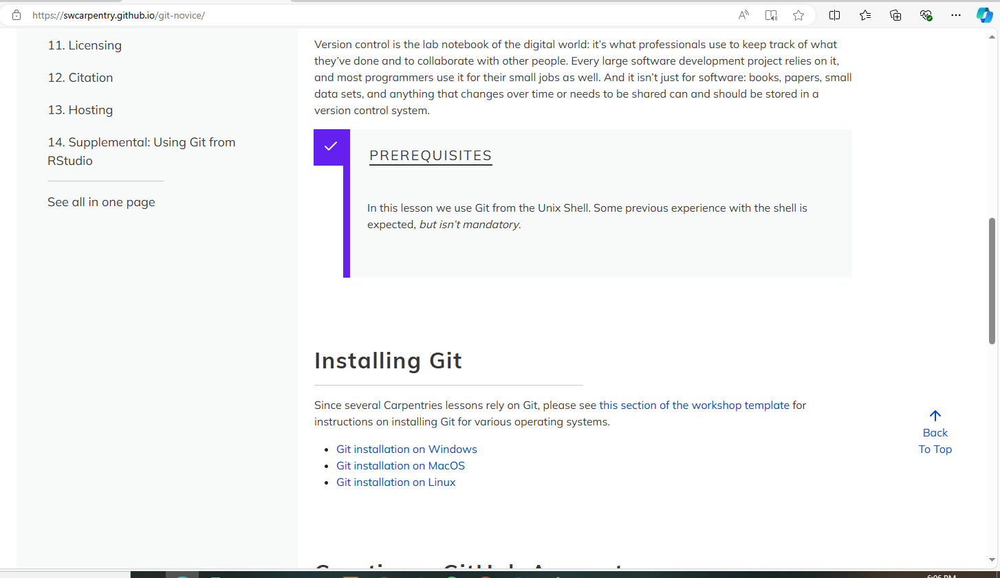 https://swcarpentry.github.io/git-novice/
11. Licensing
12. Citation
13. Hosting
14. Supplemental: Using Git from
RStudio
See all in one page
Version control is the lab notebook of the digital world: it’s what professionals use to keep track of what
they’ve done and to collaborate with other people. Every large software development project relies on it,
and most programmers use it for their small jobs as well. And it isn’t just for software: books, papers, small
data sets, and anything that changes over time or needs to be shared can and should be stored in a
version control system.
PREREQUISITES
In this lesson we use Git from the Unix Shell. Some previous experience with the shell is
expected, but isn’t mandatory.
Installing Git
Since several Carpentries lessons rely on Git, please see this section of the workshop template for
instructions on installing Git for various operating systems.
Git installation on Windows
Git installation on MacOS
Git installation on Linux
Back
To Top